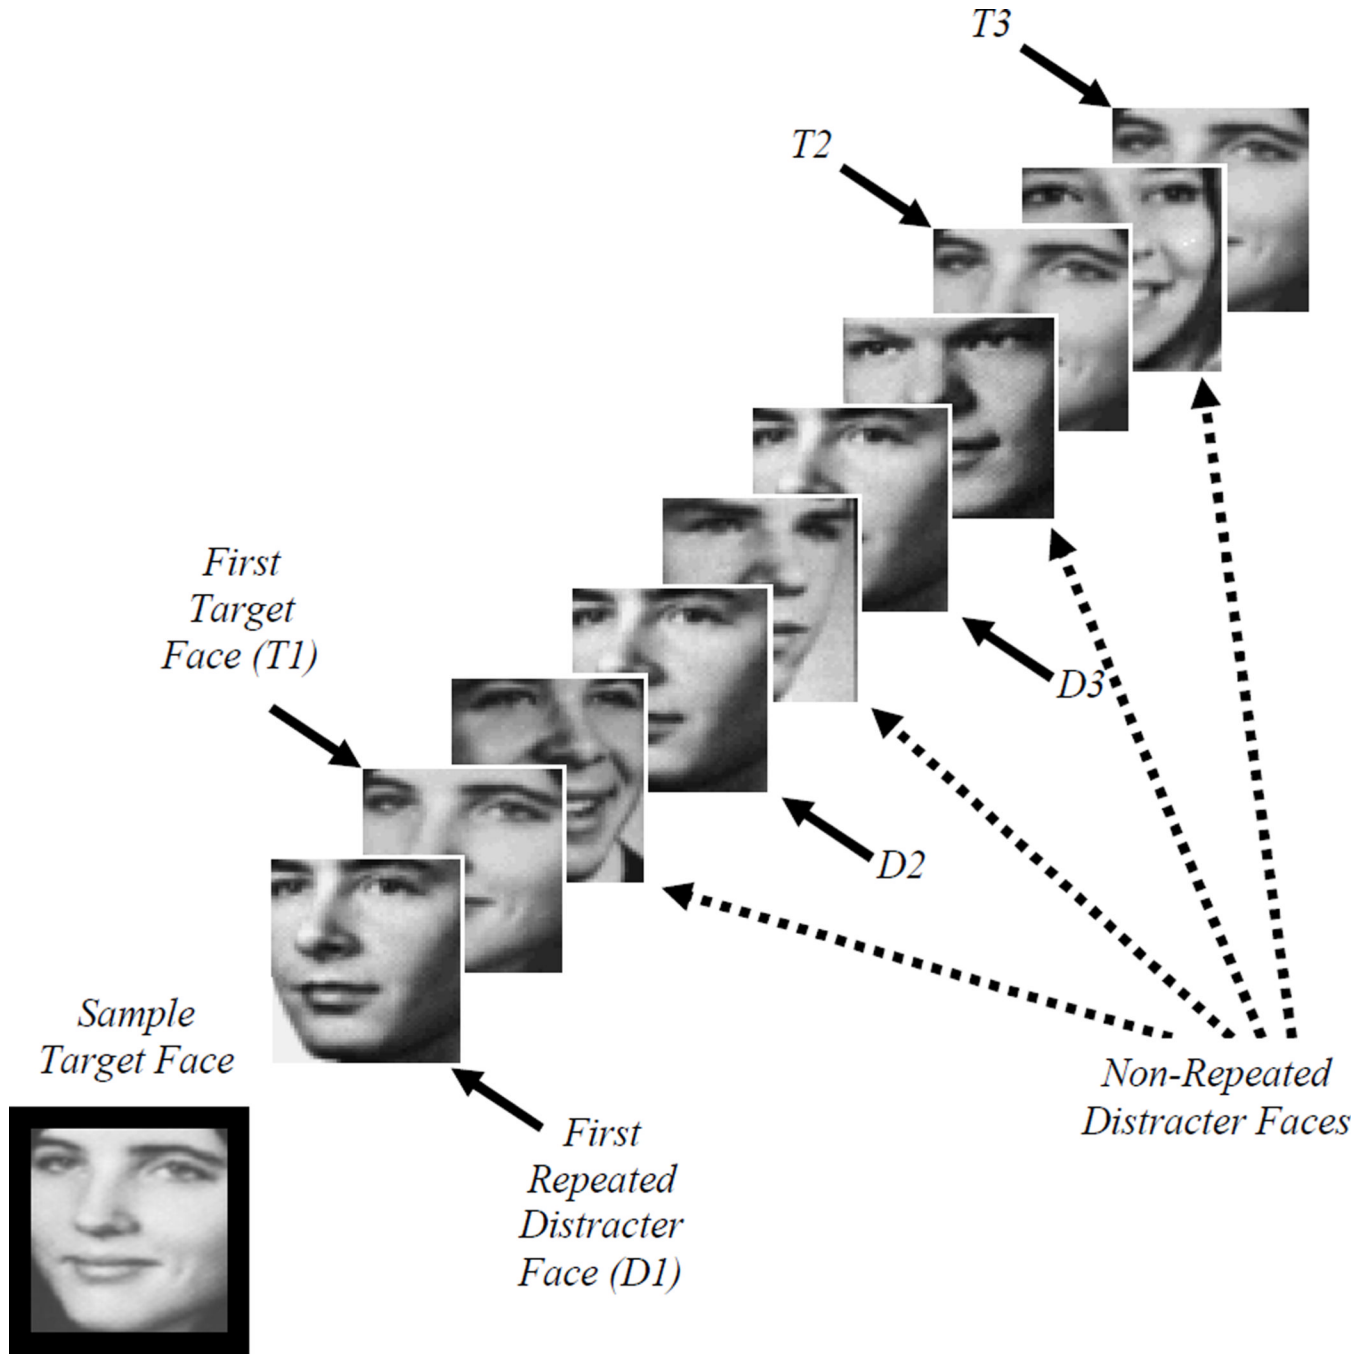 T3
T2
First
Target
Face (T1)
D3
D2
Sample
Target Face
Non-Repeated
Distracter Faces
First
Repeated
Distracter
Face (D1)